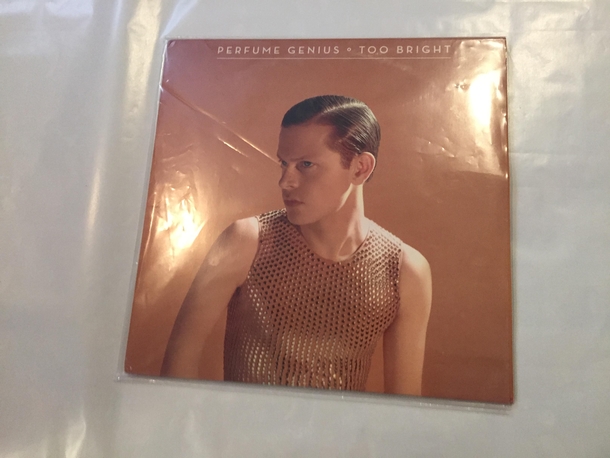 PERFUME GENIUS • TOO BRIGHT